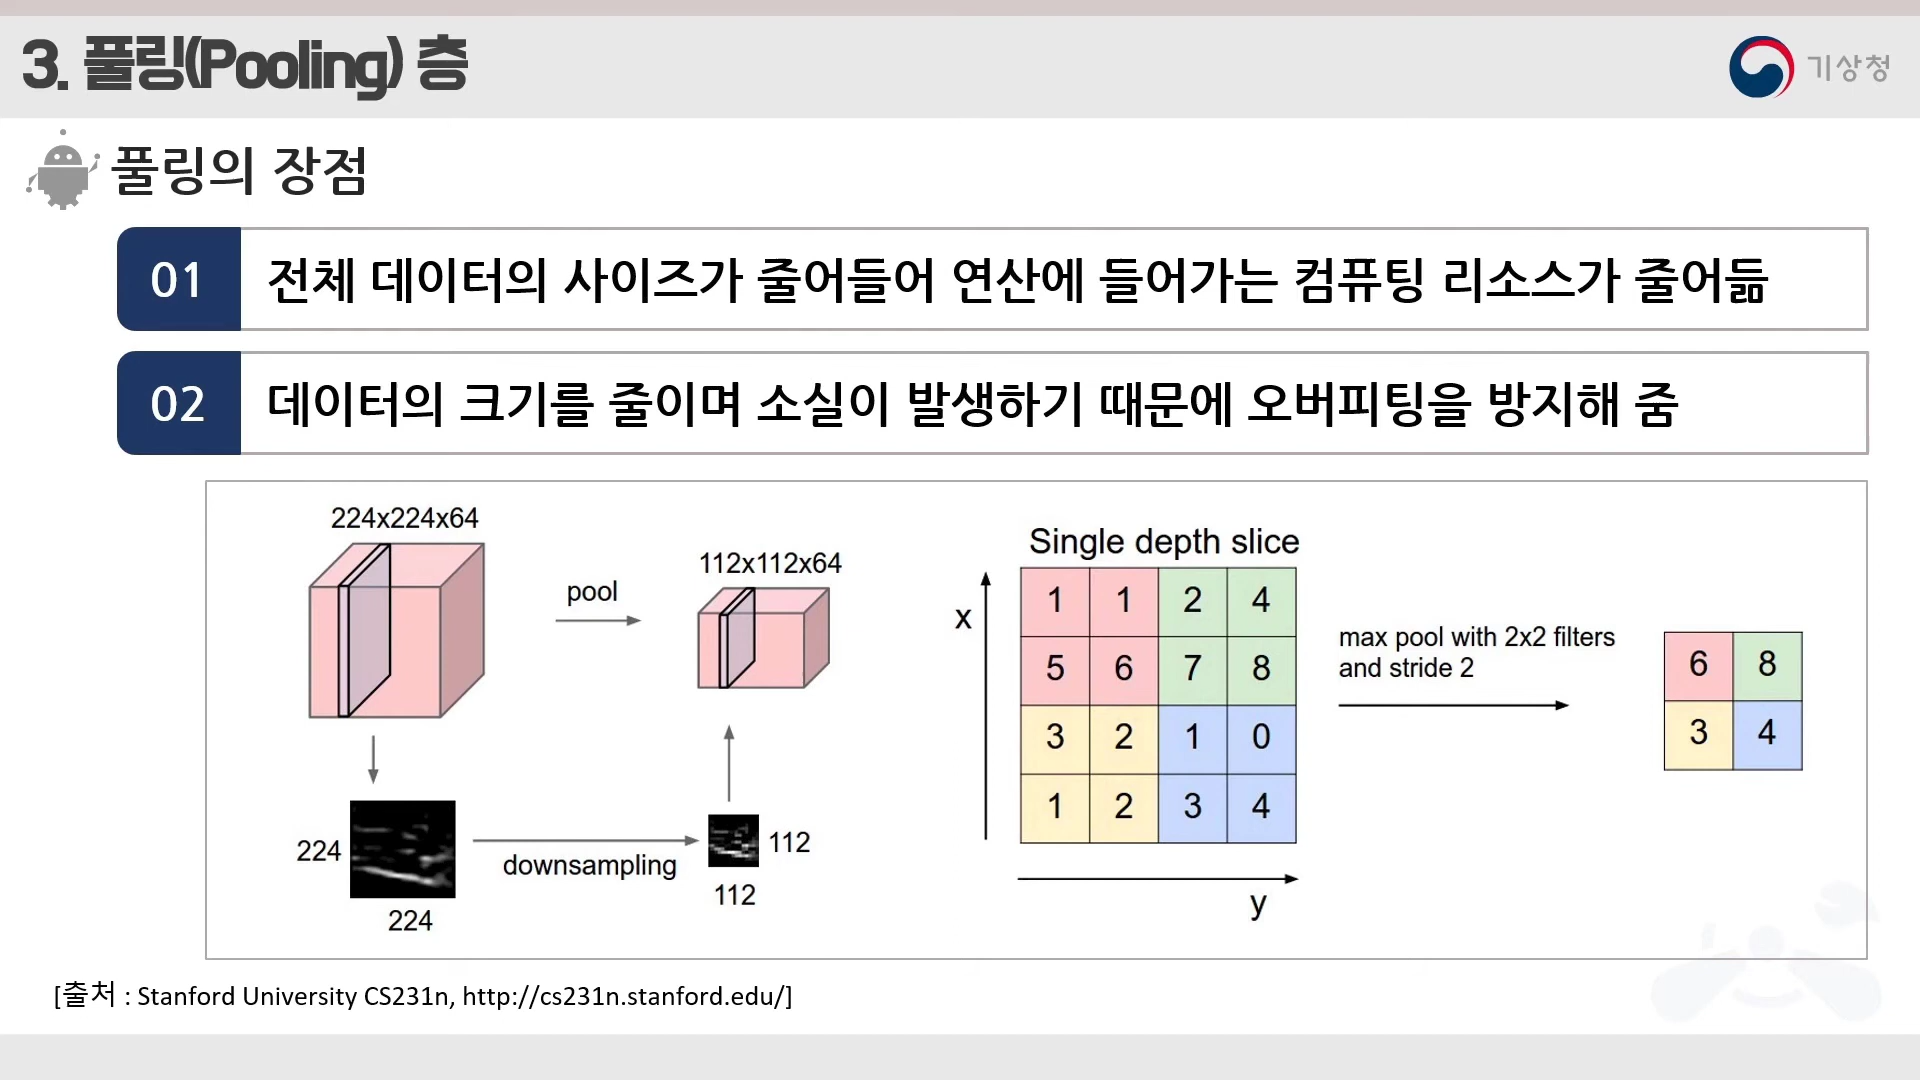 3. 풀링(Pooling) 층
기상청
풀링의 장점
01 전체 데이터의 사이즈가 줄어들어 연산에 들어가는 컴퓨팅 리소스가 줄어듦
02 데이터의 크기를 줄이며 소실이 발생하기 때문에 오버피팅을 방지해 줌
224x224x64
pool
112x112x64
224
224
downsampling
112
112
Single depth slice
x
1 1 2 4
5 6 7 8
3 2 1 0
1 2 3 4
y
max pool with 2x2 filters
and stride 2
6 8
3 4
[출처 : Stanford University CS231n, http://cs231n.stanford.edu/]